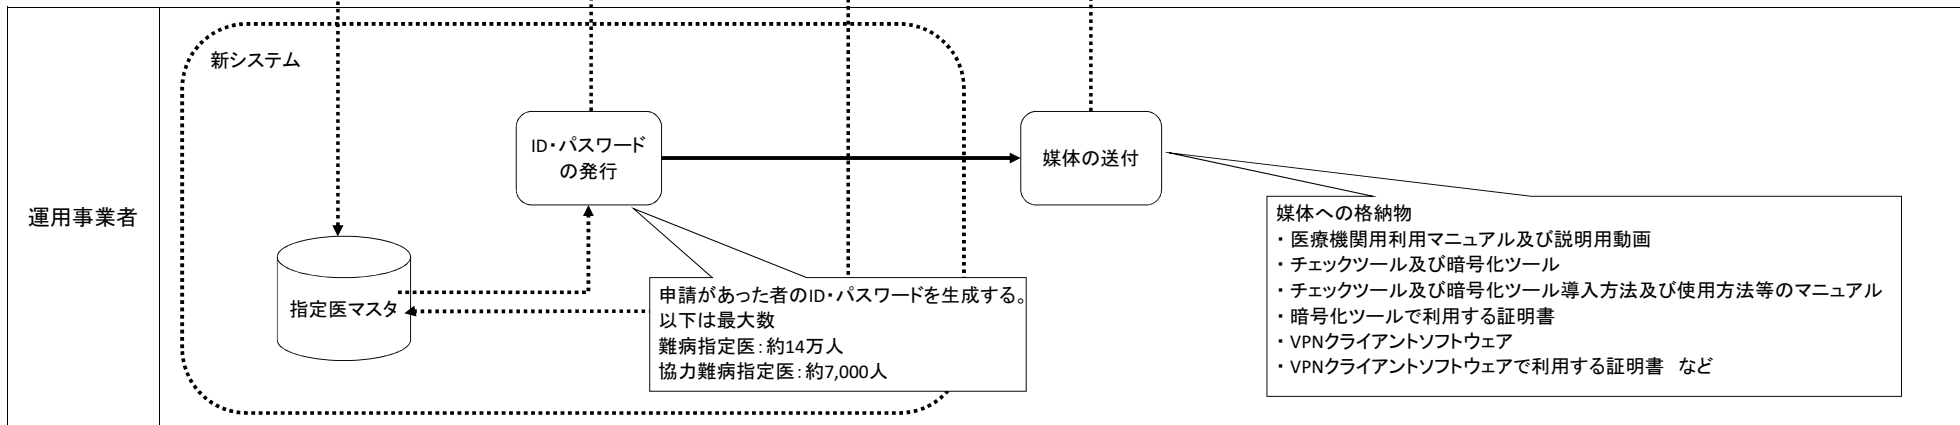 運用事業者
新システム
ID・パスワード
の発行
媒体の送付
指定医マスタ
申請があった者のID・パスワードを生成する。
以下は最大数
難病指定医:約14万人
協力難病指定医:約7,000人
媒体への格納物
・ 医療機関用利用マニュアル及び説明用動画
・ チェックツール及び暗号化ツール
・ チェックツール及び暗号化ツール導入方法及び使用方法等のマニュアル
・ 暗号化ツールで利用する証明書
・ VPNクライアントソフトウェア
・ VPNクライアントソフトウェアで利用する証明書 など